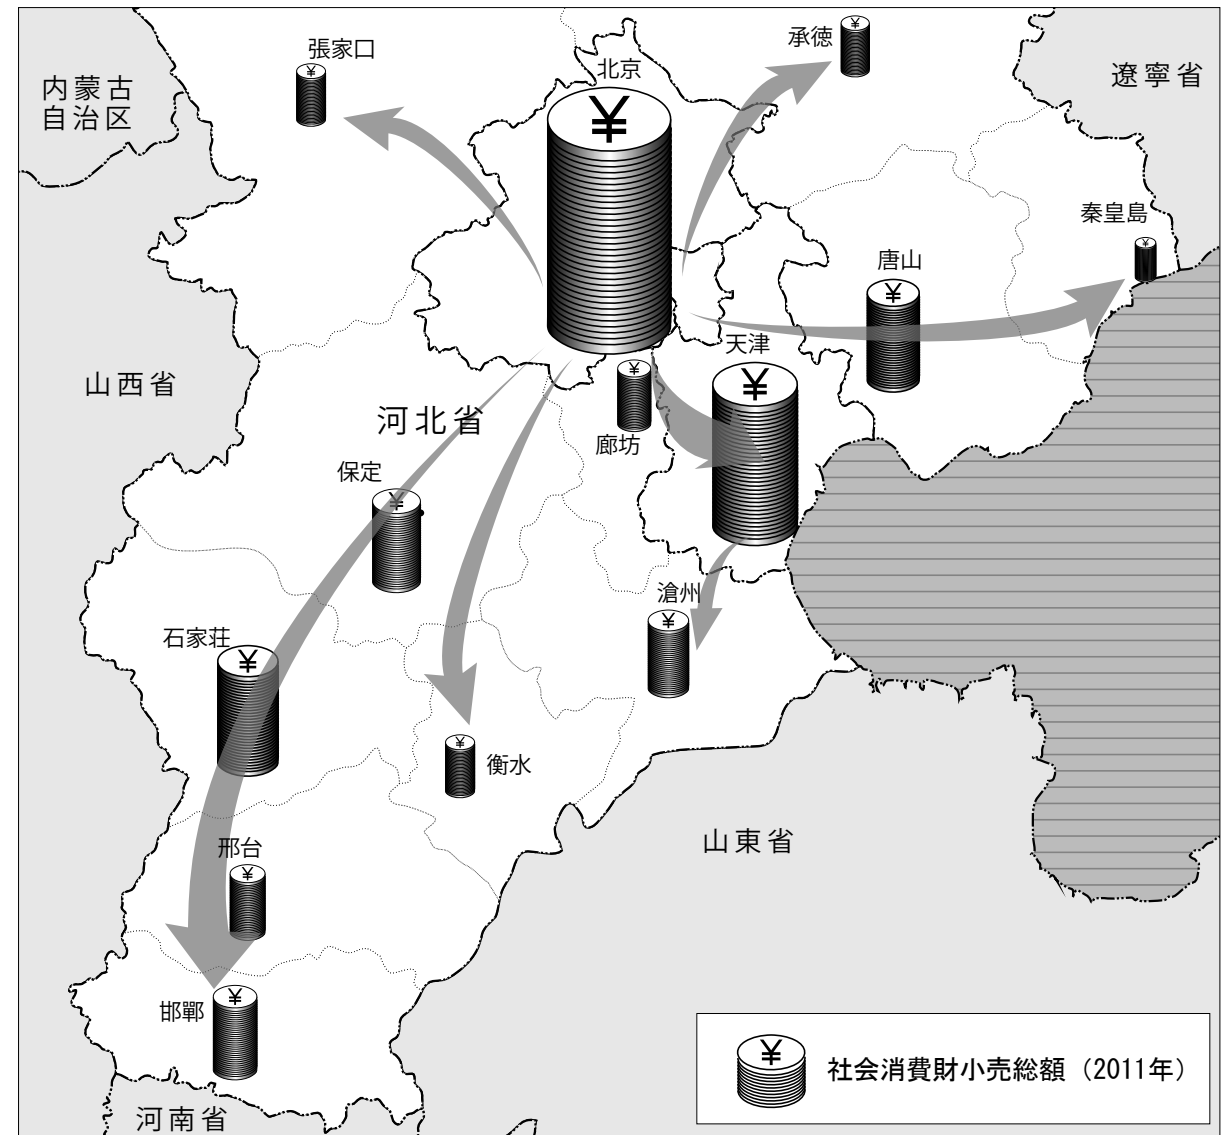 張家口
承徳
内蒙古
自治区
北京
遼寧省
¥
¥
¥
秦皇島
¥
唐山
¥
天津
¥
山西省
¥
河北省
廊坊
保定
¥
滄州
¥
石家荘
¥
¥
衡水
邢台
¥
山東省
邯鄲
¥
¥
社会消費財小売総額（2011年）
河南省